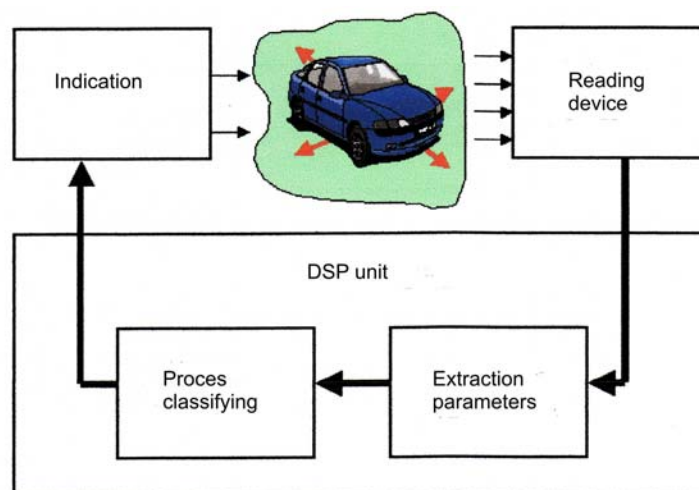 Indication
Reading
device
DSP unit
Proces
classifying
Extraction
parameters